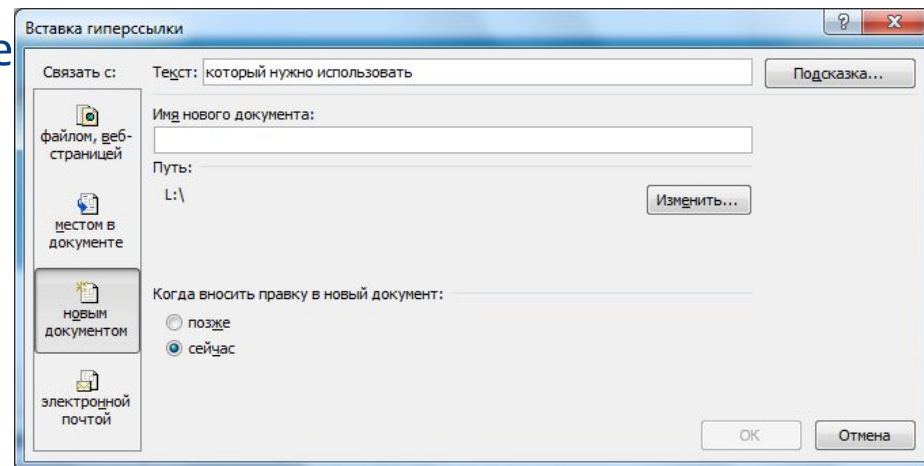 Вставка гиперссылки
е
Связать с:
Текст: который нужно использовать
Подсказка...
файлом, веб-
страницей
местом в
документе
новым
документом
электронной
почтой
Имя нового документа:
Путь:
L:\
Изменить...
Когда вносить правку в новый документ:
позже
сейчас
ОК
Отмена